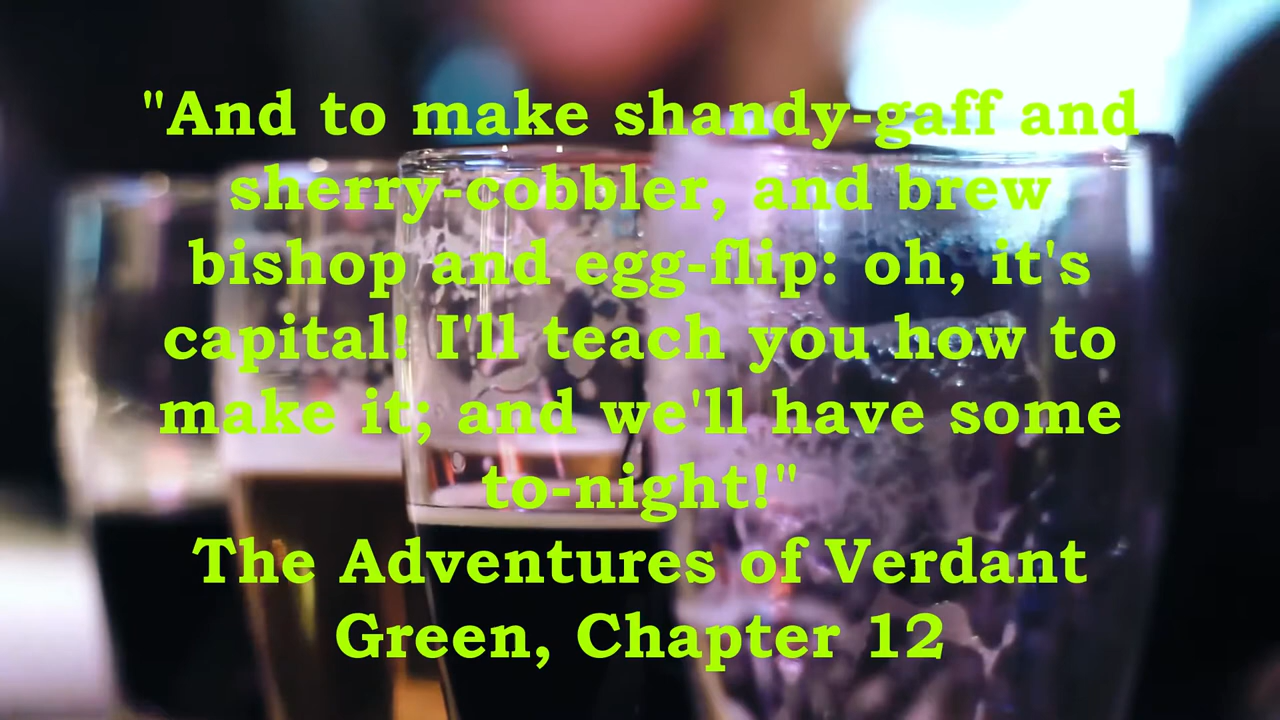 "And to make shandy-gaff and
sherry-cobbler, and brew
bishop and egg-flip: oh, it's
capital! I'll teach you how to
make it; and we'll have some
to-night!"
The Adventures of Verdant
Green, Chapter 12